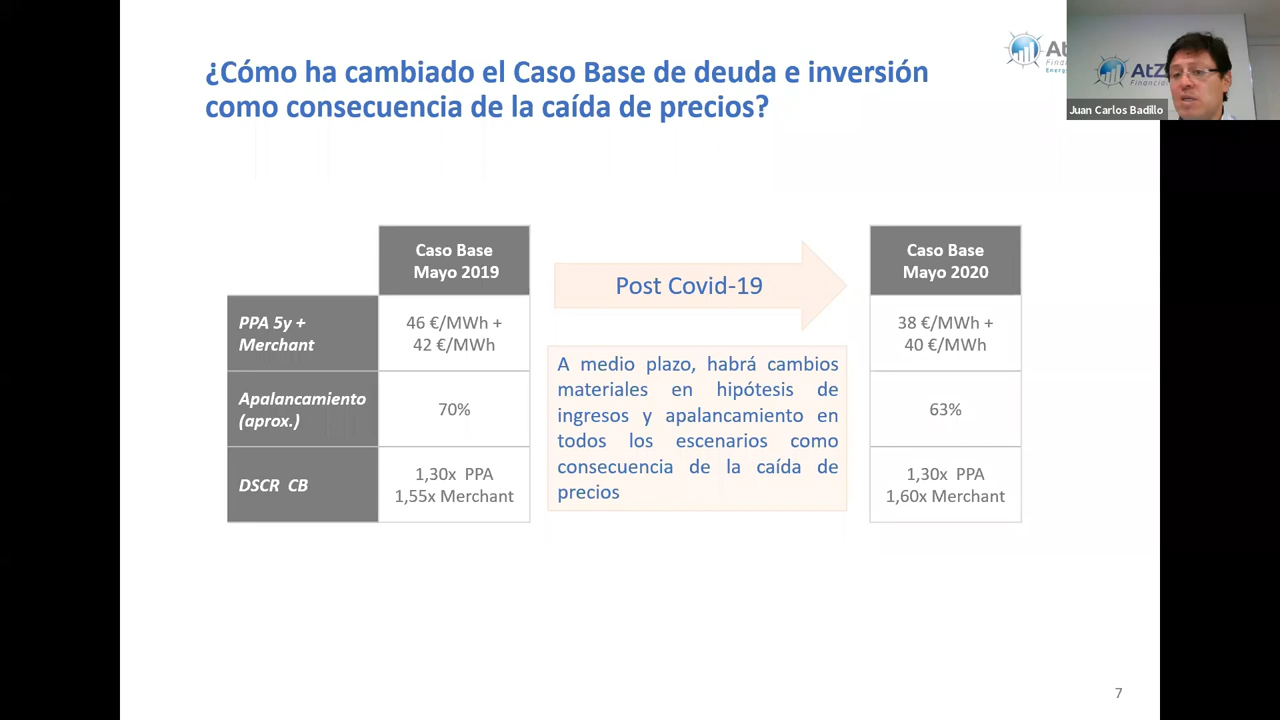 ¿Cómo ha cambiado el Caso Base de deuda e inversión
como consecuencia de la caída de precios?
Juan Carlos Badillo
Caso Base
Mayo 2019
Post Covid-19
Caso Base
Mayo 2020
PPA 5y +
Merchant
46 €/MWh +
42 €/MWh
38 €/MWh +
40 €/MWh
A medio plazo, habrá cambios
materiales en hipótesis de
ingresos y apalancamiento en
todos los escenarios como
consecuencia de la caída de
precios
Apalancamiento
(aprox.)
70%
63%
DSCR CB
1,30x PPA
1,55x Merchant
1,30x PPA
1,60x Merchant
7